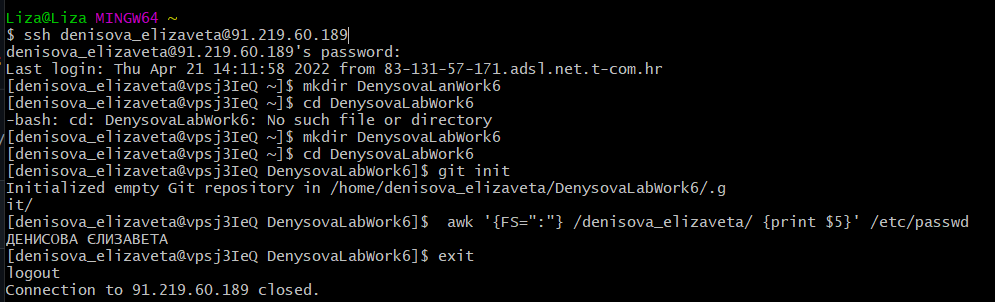 Liza@Liza MINGW64 ~
$ ssh denisova_elizaveta@91.219.60.189
denisova_elizaveta@91.219.60.189's password:
Last login: Thu Apr 21 14:11:58 2022 from 83-131-57-171.adsl.net.t-com.hr
[denisova_elizaveta@vpsj3IeQ ~]$ mkdir DenysovaLanWork6
[denisova_elizaveta@vpsj3IeQ ~]$ cd DenysovaLabWork6
-bash: cd: DenysovaLabWork6: No such file or directory
[denisova_elizaveta@vpsj3IeQ ~]$ mkdir DenysovaLabWork6
[denisova_elizaveta@vpsj3IeQ ~]$ cd DenysovaLabWork6
[denisova_elizaveta@vpsj3IeQ DenysovaLabWork6]$ git init
Initialized empty Git repository in /home/denisova_elizaveta/DenysovaLabWork6/.g
it/
[denisova_elizaveta@vpsj3IeQ DenysovaLabWork6]$  awk '{FS=":"} /denisova_elizaveta/ {print $5}' /etc/passwd
ДЕНИСОВА ЄЛИЗАВЕТА
[denisova_elizaveta@vpsj3IeQ DenysovaLabWork6]$ exit
logout
Connection to 91.219.60.189 closed.